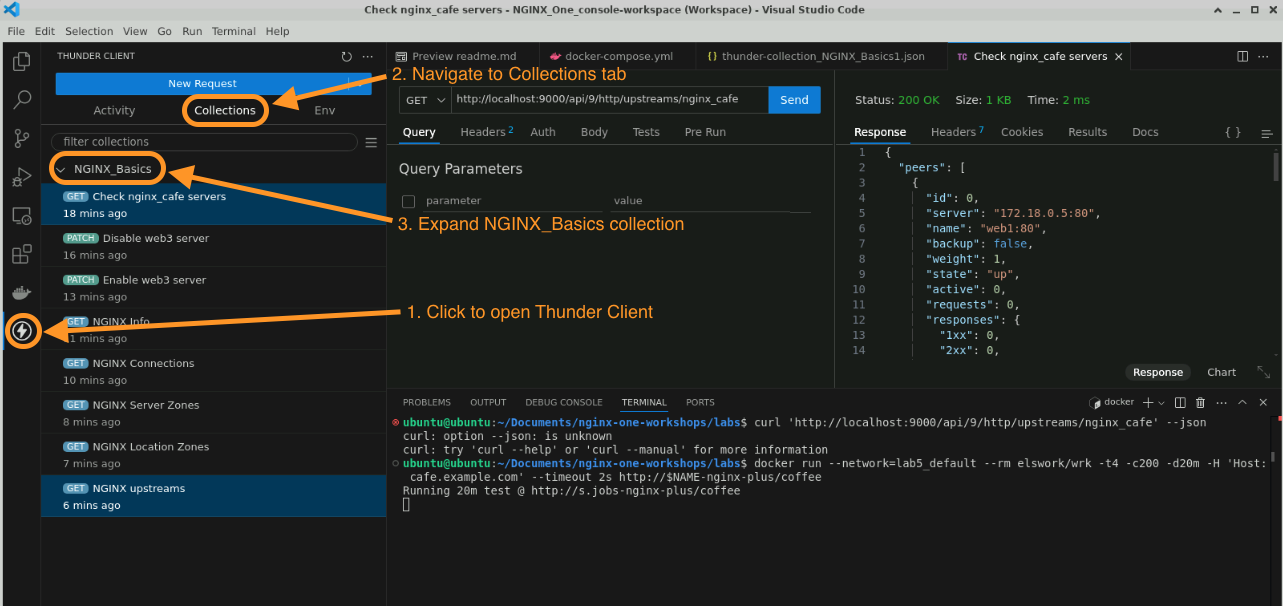 Check nginx_cafe servers - NGINX_One_console-workspace (Workspace) - Visual Studio Code
File Edit Selection View Go Run Terminal Help
THUNDER CLIENT
New Request
Activity Collections Env
filter collections
NGINX_Basics
GET Check nginx_cafe servers
18 mins ago
PATCH Disable web3 server
16 mins ago
PATCH Enable web3 server
13 mins ago
GET NGINX Info
1 mins ago
GET NGINX Connections
10 mins ago
GET NGINX Server Zones
8 mins ago
GET NGINX Location Zones
7 mins ago
GET NGINX upstreams
6 mins ago
2. Navigate to Collections tab
3. Expand NGINX_Basics collection
1. Click to open Thunder Client
Preview readme.md docker-compose.yml {} thunder-collection_NGINX_Basics1.json TC Check nginx_cafe servers
GET http://localhost:9000/api/9/http/upstreams/nginx_cafe Send
Query Headers 2 Auth Body Tests Pre Run
Query Parameters
parameter value
Status: 200 OK Size: 1 KB Time: 2 ms
Response Headers 7 Cookies Results Docs { }
1 {
2 "peers": [
3 {
4 "id": 0,
5 "server": "172.18.0.5:80",
6 "name": "web1:80",
7 "backup": false,
8 "weight": 1,
9 "state": "up",
10 "active": 0,
11 "requests": 0,
12 "responses": {
13 "1xx": 0,
14 "2xx": 0,
Response Chart
PROBLEMS OUTPUT DEBUG CONSOLE TERMINAL PORTS docker
ubuntu@ubuntu:~/Documents/nginx-one-workshops/labs$ curl 'http://localhost:9000/api/9/http/upstreams/nginx_cafe' --json
curl: option --json: is unknown
curl: try 'curl --help' or 'curl --manual' for more information
ubuntu@ubuntu:~/Documents/nginx-one-workshops/labs$ docker run --network=lab5_default --rm elswork/wrk -t4 -c200 -d20m -H 'Host:
cafe.example.com' --timeout 2s http://$NAME-nginx-plus/coffee
Running 20m test @ http://s.jobs-nginx-plus/coffee